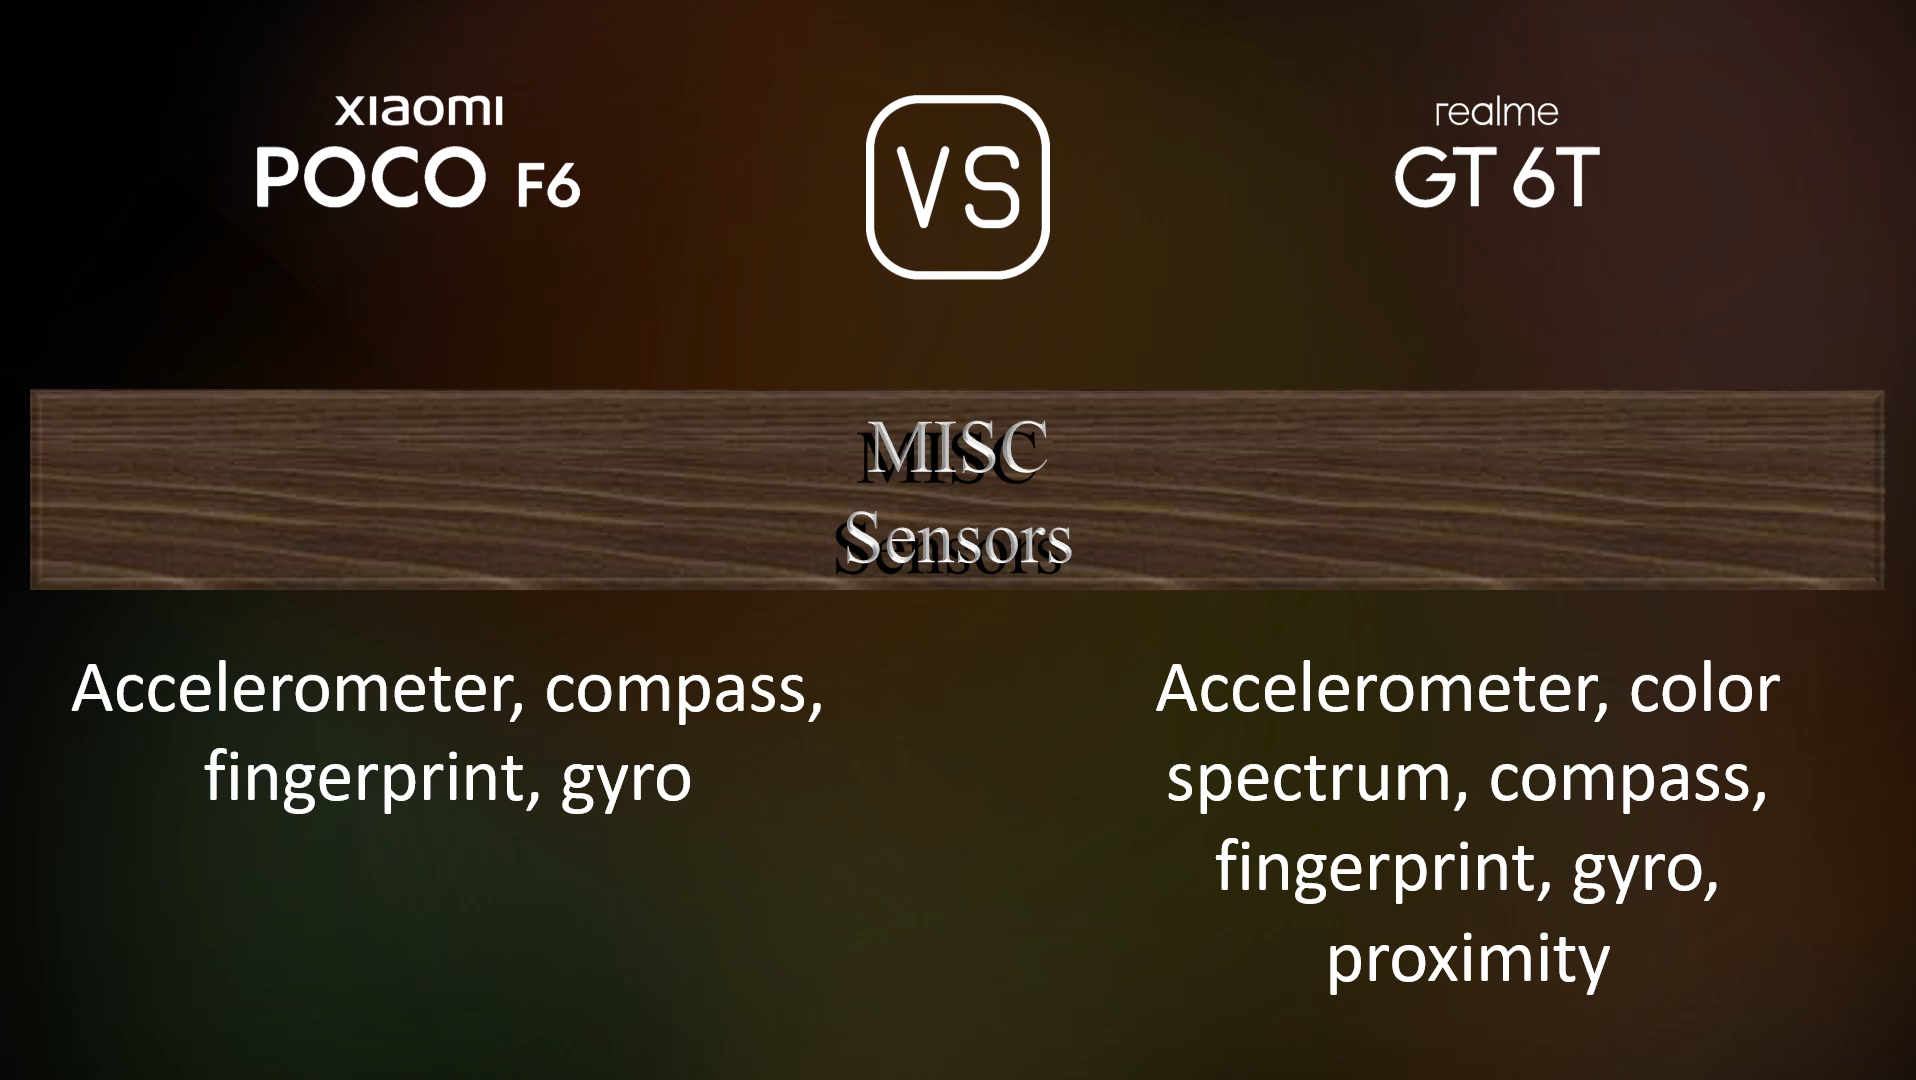 xiaomi
POCO F6
VS
realme
GT 6T
MISC
Sensors
Accelerometer, compass,
fingerprint, gyro
Accelerometer, color
spectrum, compass,
fingerprint, gyro,
proximity